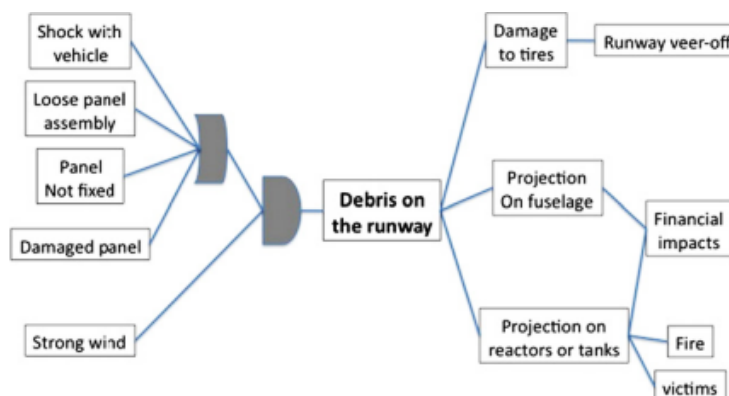 Shock with
vehicle
Loose panel
assembly
Panel
Not fixed
Damaged panel
Strong wind
Debris on
the runway
Damage
to tires
Runway veer-off
Projection
On fuselage
Financial
impacts
Projection on
reactors or tanks
Fire
victims